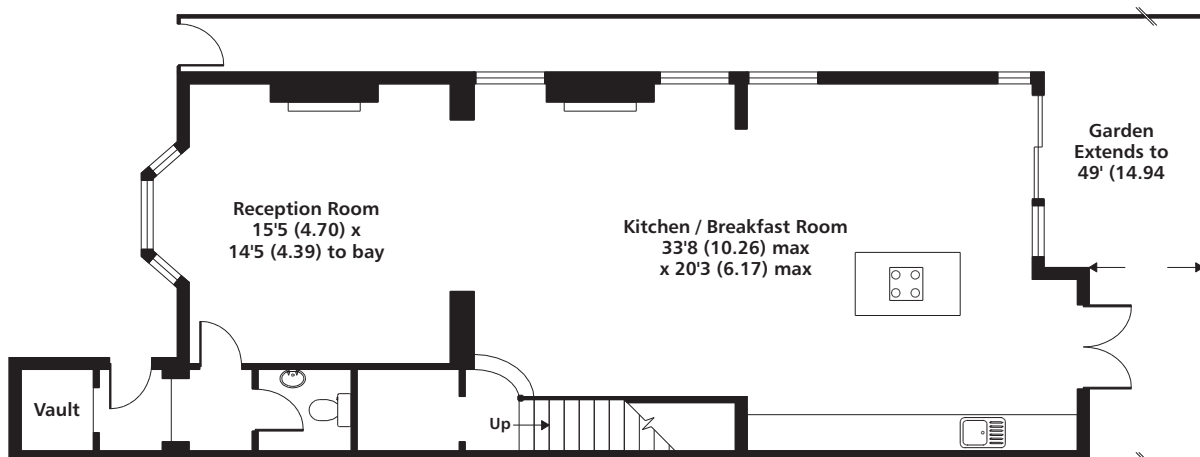 Garden
Extends to
49' (14.94
Reception Room
15'5 (4.70) x
14'5 (4.39) to bay
Kitchen / Breakfast Room
33'8 (10.26) max
x 20'3 (6.17) max
Vault
Up